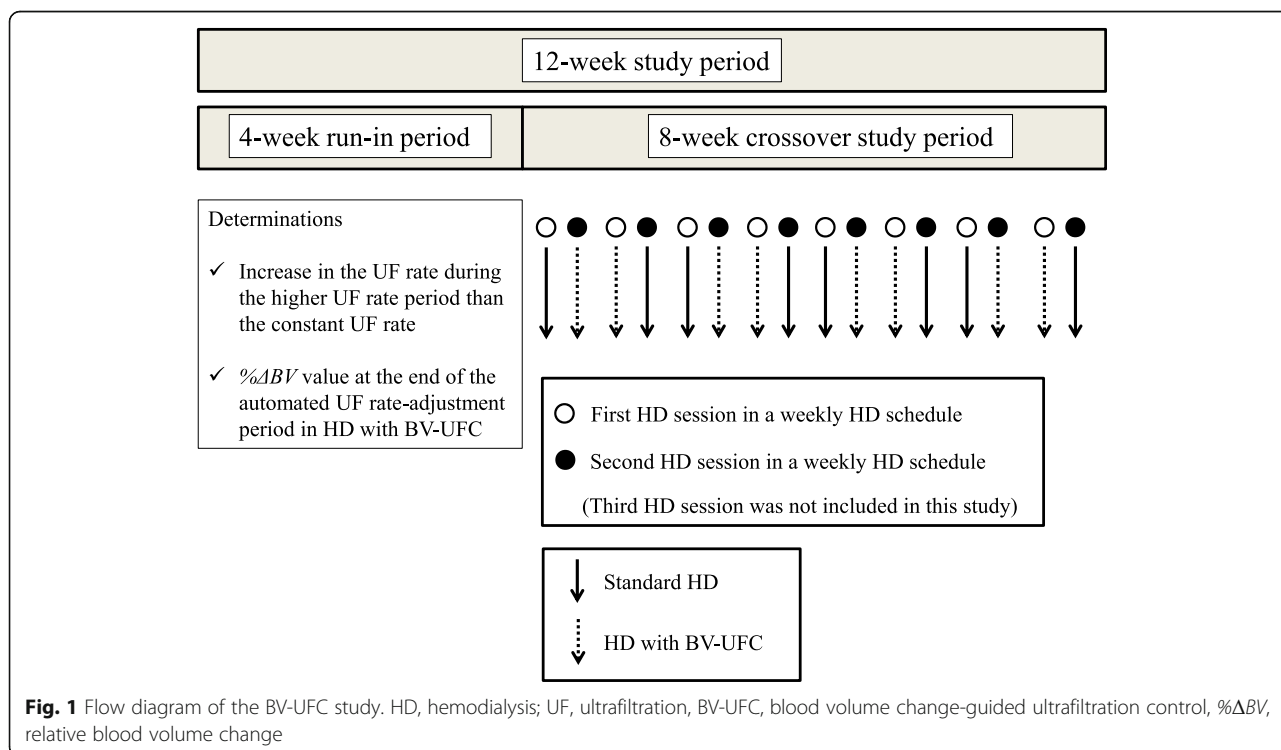 12-week study period
4-week run-in period
8-week crossover study period
Determinations
✓ Increase in the UF rate during
the higher UF rate period than
the constant UF rate
✓ %ΔBV value at the end of the
automated UF rate-adjustment
period in HD with BV-UFC
First HD session in a weekly HD schedule
Second HD session in a weekly HD schedule
(Third HD session was not included in this study)
Standard HD
HD with BV-UFC
Fig. 1 Flow diagram of the BV-UFC study. HD, hemodialysis; UF, ultrafiltration, BV-UFC, blood volume change-guided ultrafiltration control, %ΔBV,
relative blood volume change